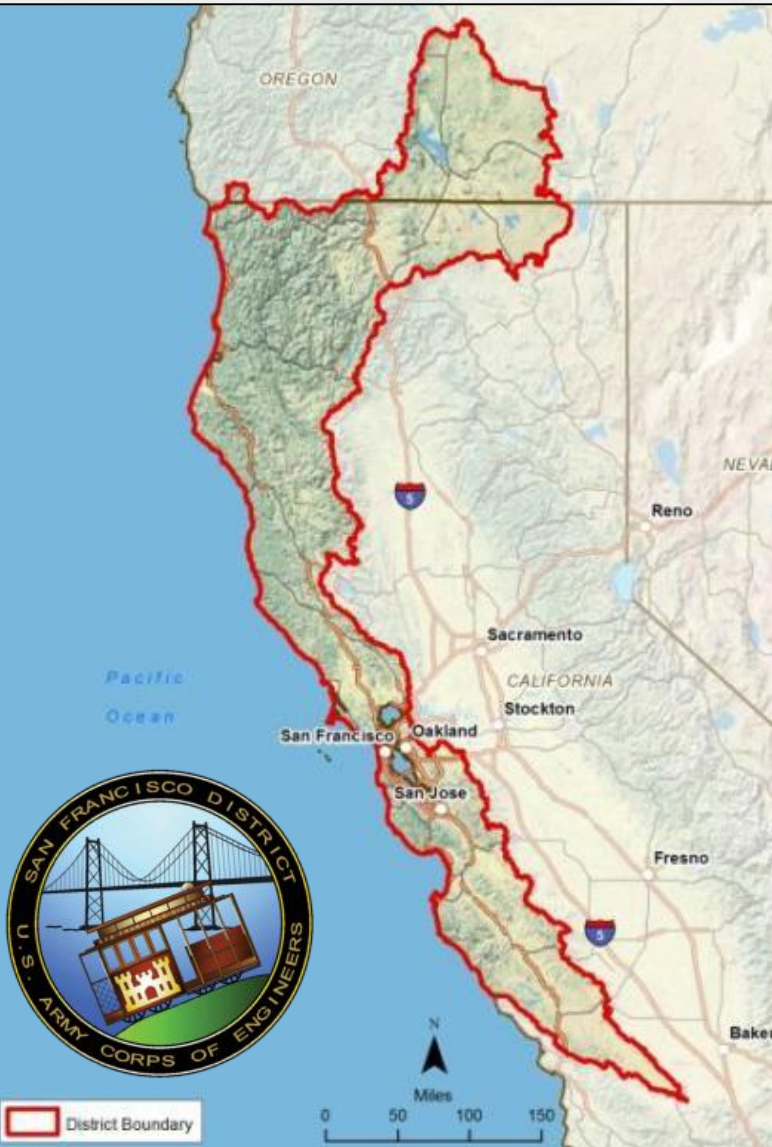 OREGON
5
NEVA
Reno
Sacramento
CALIFORNIA
Pacific
Ocean
Stockton
San Francisco
Oakland
San Jose
SAN FRANCISCO DISTRICT
U.S. ARMY CORPS OF ENGINEERS
Fresno
5
N
Baker
Miles
0 50 100 150
District Boundary